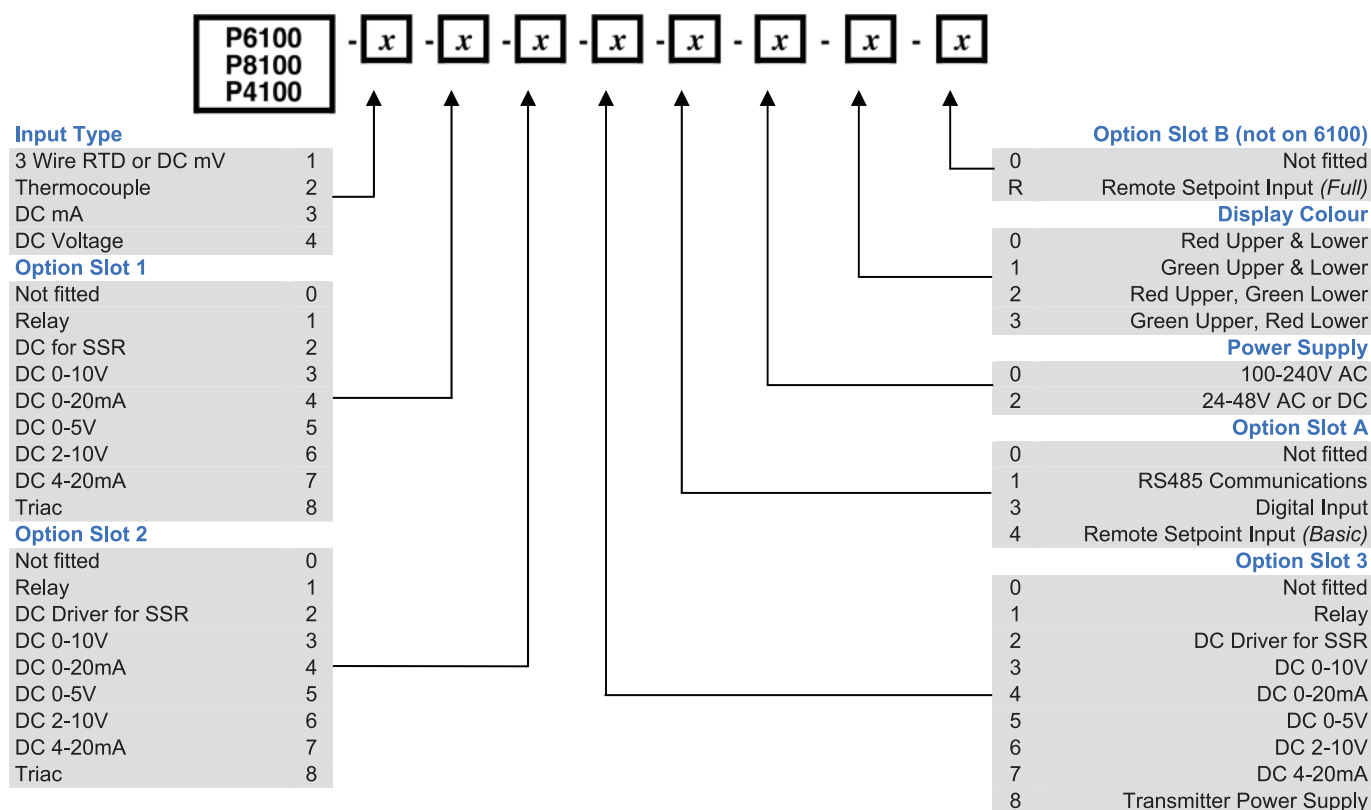 P6100
P8100
P4100
- x - x - x - x - x - x - x - x
Input Type
3 Wire RTD or DC mV 1
Thermocouple 2
DC mA 3
DC Voltage 4
Option Slot 1
Not fitted 0
Relay 1
DC for SSR 2
DC 0-10V 3
DC 0-20mA 4
DC 0-5V 5
DC 2-10V 6
DC 4-20mA 7
Triac 8
Option Slot 2
Not fitted 0
Relay 1
DC Driver for SSR 2
DC 0-10V 3
DC 0-20mA 4
DC 0-5V 5
DC 2-10V 6
DC 4-20mA 7
Triac 8
Option Slot B (not on 6100)
0 Not fitted
R Remote Setpoint Input (Full)
Display Colour
0 Red Upper & Lower
1 Green Upper & Lower
2 Red Upper, Green Lower
3 Green Upper, Red Lower
Power Supply
0 100-240V AC
2 24-48V AC or DC
Option Slot A
0 Not fitted
1 RS485 Communications
3 Digital Input
4 Remote Setpoint Input (Basic)
Option Slot 3
0 Not fitted
1 Relay
2 DC Driver for SSR
3 DC 0-10V
4 DC 0-20mA
5 DC 0-5V
6 DC 2-10V
7 DC 4-20mA
8 Transmitter Power Supply